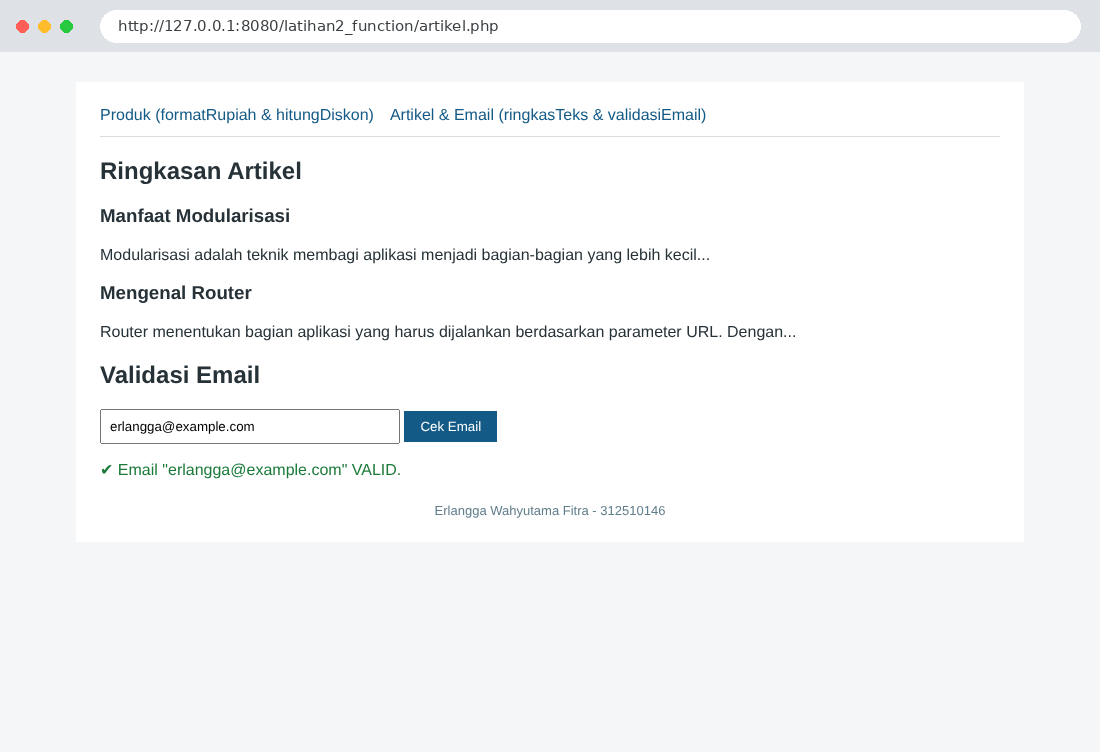 http://127.0.0.1:8080/latihan2_function/artikel.php
Produk (formatRupiah & hitungDiskon) Artikel & Email (ringkasTeks & validasiEmail)
Ringkasan Artikel
Manfaat Modularisasi
Modularisasi adalah teknik membagi aplikasi menjadi bagian-bagian yang lebih kecil...
Mengenal Router
Router menentukan bagian aplikasi yang harus dijalankan berdasarkan parameter URL. Dengan...
Validasi Email
erlangga@example.com Cek Email
✔ Email "erlangga@example.com" VALID.
Erlangga Wahyutama Fitra - 312510146